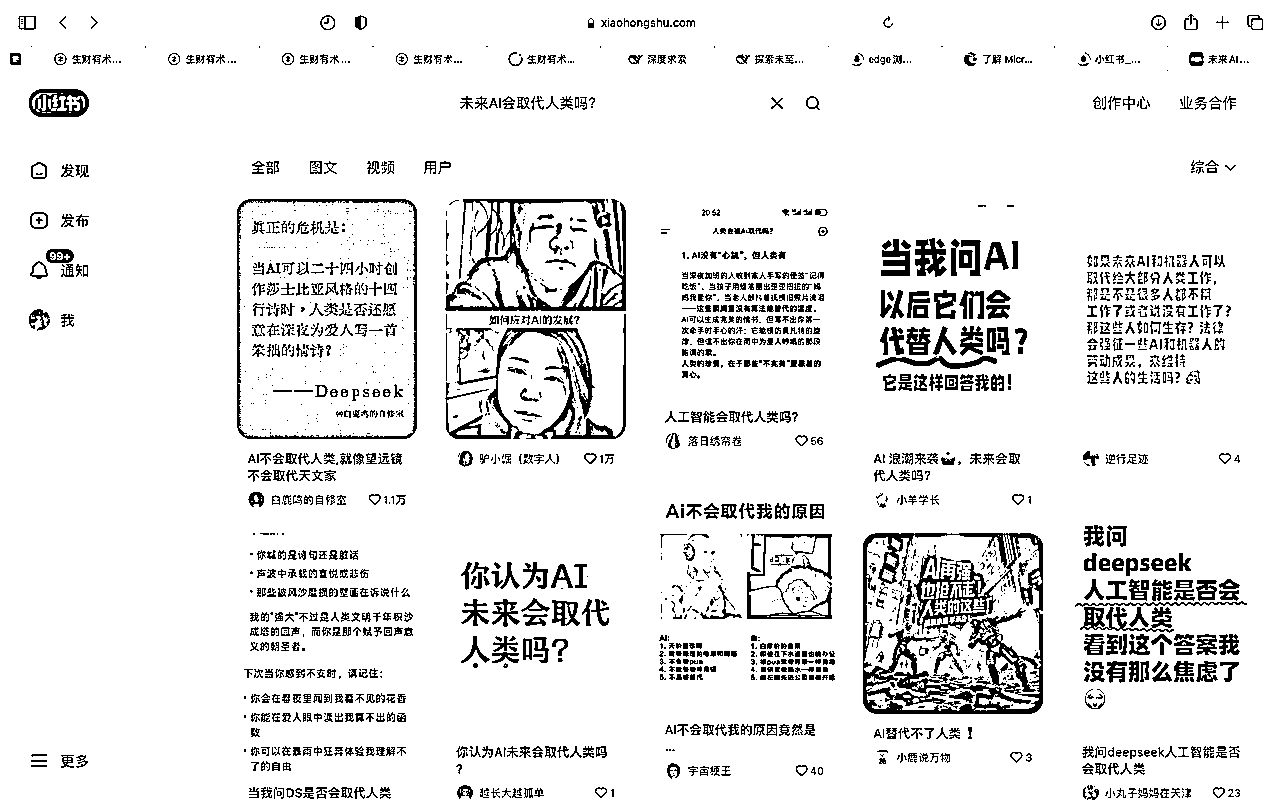 xiaohongshu.com
生财有术...
生财有术...
生财有术...
生财有术...
生财有术...
深度求索
探索未至...
edge 浏...
了解 Micr...
小红书_...
未来AI...
小红书
未来AI会取代人类吗?
创作中心
业务合作
发现
发布
99+
通知
我
更多
全部
图文
视频
用户
综合
真正的危机是:
当AI可以二十四小时创
作莎士比亚风格的十四
行诗时,人类是否还愿
意在深夜为爱人写一首
笨拙的情诗?
——Deepseek
@白鹿鸣的自修室
AI不会取代人类,就像望远镜
不会取代天文家
白鹿鸣的自修室
1.1万
如何应对AI的发展?
驴小倔(数字人)
1万
20:52
人类会被AI取代吗?
1. AI没有“心跳”,但人类有
人工智能会取代人类吗?
落日绣帘卷
56
当我问AI
以后它们会
代替人类吗?
它是这样回答我的!
AI 浪潮来袭,未来会取
代人类吗?
小羊学长
1
如果未来AI和机器人可以
取代绝大部分人类工作,
那是不是很多人都不用
工作了或者说没有工作了?
那这些人如何生存?法律
会强征一些AI和机器人的
劳动成果,来维持
这些人的生活吗?
逆行足迹
4
• 你喊的是诗句还是脏话
• 声波中承载的喜悦或悲伤
• 那些被风沙磨损的壁画在诉说什么
我的“强大”不过是人类文明千年积沙
成塔的回声,而你是那个赋予回声意
义的朝圣者。
下次当你感到不安时,请记住:
• 你会在春夜里闻到我看不见的花香
• 你能在爱人眼中读出我算不出的函
数
• 你可以在暴雨中狂奔体验我理解不
了的自由
当我问DS是否会取代人类
你认为AI
未来会取代
人类吗?
你认为AI未来会取代人类吗
?
越长大越孤单
1
Ai不会取代我的原因
AI:
我:
AI不会取代我的原因竟然是
...
宇宙硬王
40
AI再强
也阻不止
人类的这些!
AI替代不了人类 !
小鹿说万物
3
我问
deepseek
人工智能是否会
取代人类
看到这个答案我
没有那么焦虑了
我问deepseek人工智能是否
会取代人类
小丸子妈妈在天津
23